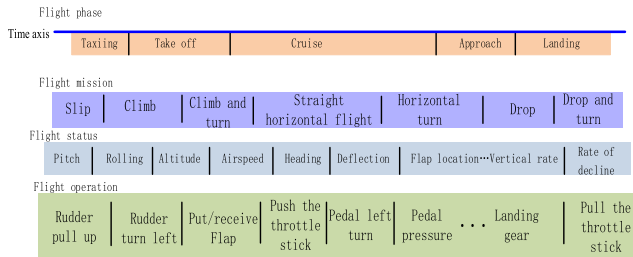 Flight phase
Time axis
Taxiing Take off Cruise Approach Landing
Flight mission
Slip Climb Climb and turn Straight horizontal flight Horizontal turn Drop Drop and turn
Flight status
Pitch Rolling Altitude Airspeed Heading Deflection Flap location···Vertical rate Rate of decline
Flight operation
Rudder pull up Rudder turn left Put/receive Flap Push the throttle stick Pedal left turn Pedal pressure ··· Landing gear Pull the throttle stick